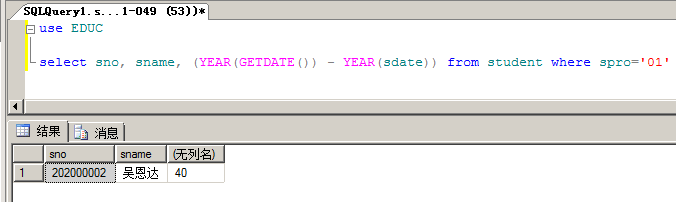 SQLQuery1.s...1-049 (53))*
use EDUC
select sno, sname, (YEAR(GETDATE()) - YEAR(sdate)) from student where spro='01'
结果 消息
sno sname (无列名)
1 202000002 吴恩达 40